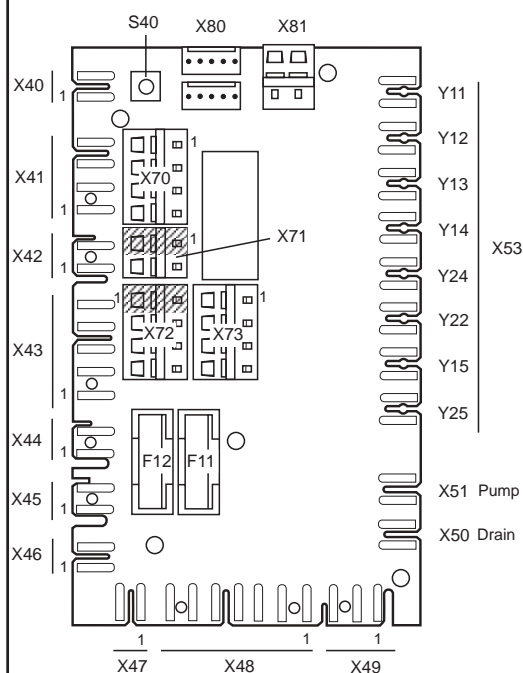 S40
X80
X81
X40
1
X41
1
X42
1
X43
1
X44
1
X45
1
X46
1
X70
1
X71
1
X72
1
X73
1
F12
F11
Y11
Y12
Y13
Y14
Y24
Y22
Y15
Y25
X53
X51 Pump
X50 Drain
1
X47
1
X48
1
X49